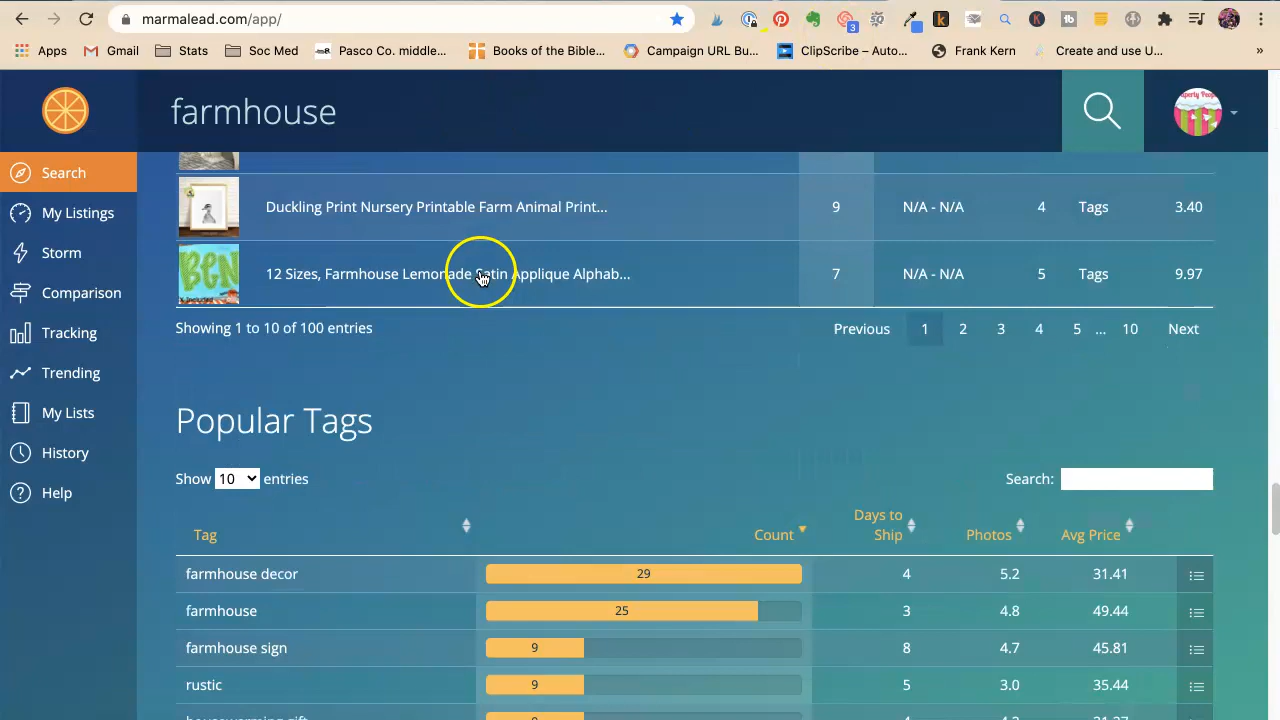 marmalead.com/app/
3
Apps
Gmail
Stats
Soc Med
Pasco Co. middle...
Books of the Bible...
Campaign URL Bu...
ClipScribe – Auto...
Frank Kern
Create and use U...
»
farmhouse
Search
My Listings
Storm
Comparison
Tracking
Trending
My Lists
History
Help
Duckling Print Nursery Printable Farm Animal Print... 9 N/A - N/A 4 Tags 3.40
12 Sizes, Farmhouse Lemonade Satin Applique Alphab... 7 N/A - N/A 5 Tags 9.97
Showing 1 to 10 of 100 entries
Previous 1 2 3 4 5 ... 10 Next
Popular Tags
Show 10 entries
Search:
Tag Count Days to Ship Photos Avg Price
farmhouse decor 29 4 5.2 31.41
farmhouse 25 3 4.8 49.44
farmhouse sign 9 8 4.7 45.81
rustic 9 5 3.0 35.44